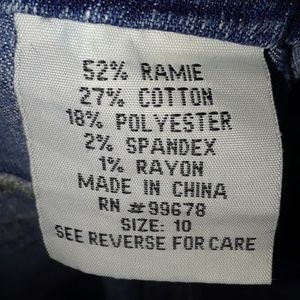 52% RAMIE
27% COTTON
18% POLYESTER
2% SPANDEX
1% RAYON
MADE IN CHINA
RN #99678
SIZE: 10
SEE REVERSE FOR CARE